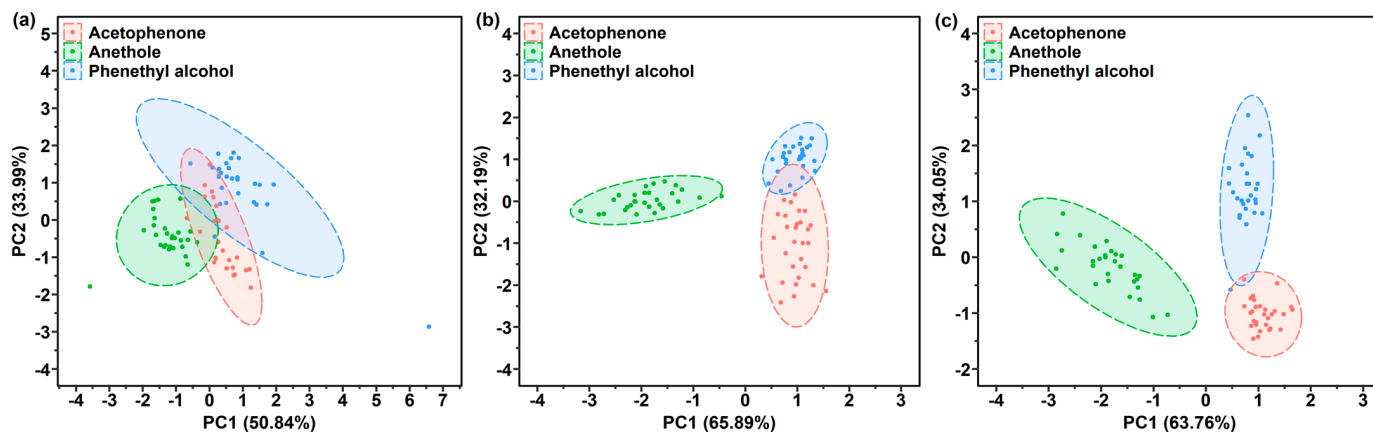 (a)
Acetophenone
Anethole
Phenethyl alcohol
5
4
3
2
1
0
-1
-2
-3
-4
PC2 (33.99%)
-4 -3 -2 -1 0 1 2 3 4 5 6 7
PC1 (50.84%)
(b)
Acetophenone
Anethole
Phenethyl alcohol
4
3
2
1
0
-1
-2
-3
-4
PC2 (32.19%)
-4 -3 -2 -1 0 1 2 3
PC1 (65.89%)
(c)
Acetophenone
Anethole
Phenethyl alcohol
4
3
2
1
0
-1
-2
PC2 (34.05%)
-4 -3 -2 -1 0 1 2 3
PC1 (63.76%)